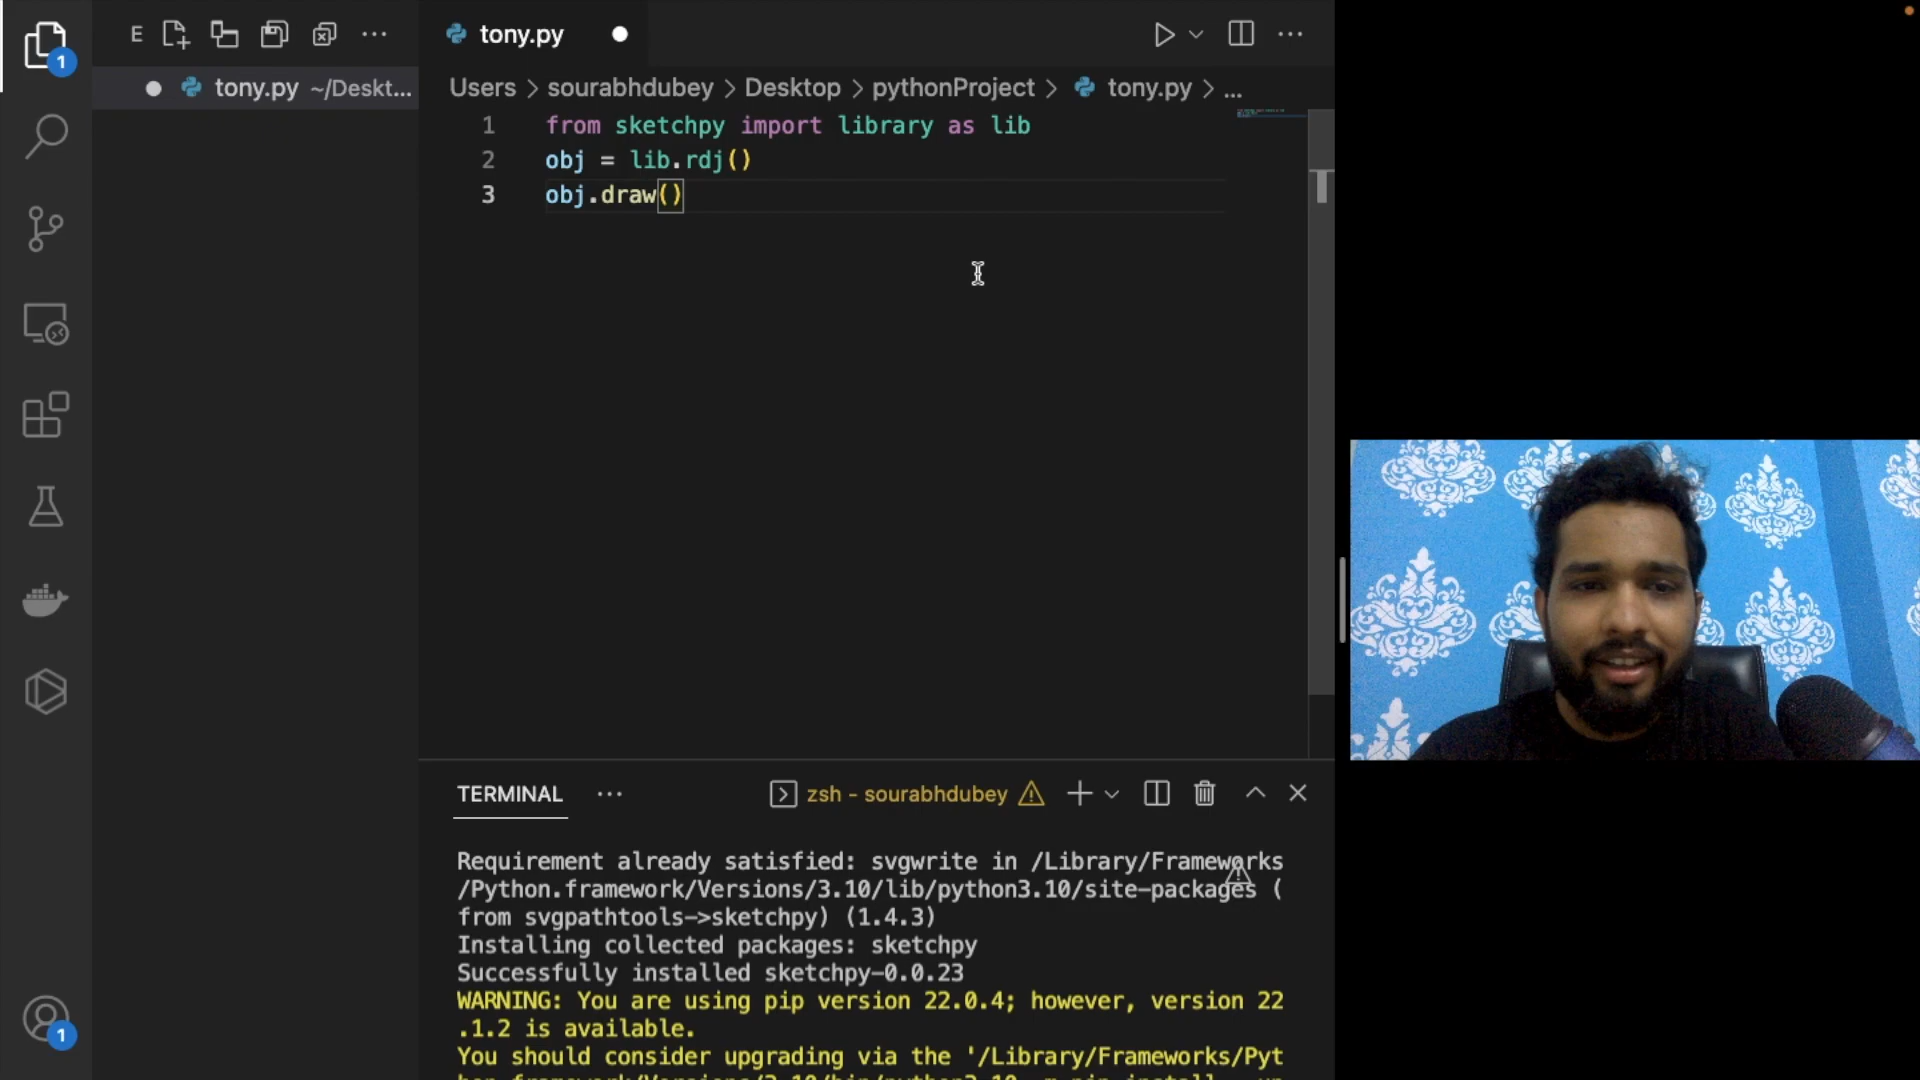 E
tony.py
tony.py ~/Deskt...
Users > sourabhdubey > Desktop > pythonProject > tony.py > ...
1 from sketchpy import library as lib
2 obj = lib.rdj()
3 obj.draw()
TERMINAL
zsh - sourabhdubey
Requirement already satisfied: svgwrite in /Library/Frameworks
/Python.framework/Versions/3.10/lib/python3.10/site-packages (
from svgpathtools->sketchpy) (1.4.3)
Installing collected packages: sketchpy
Successfully installed sketchpy-0.0.23
WARNING: You are using pip version 22.0.4; however, version 22
.1.2 is available.
You should consider upgrading via the '/Library/Frameworks/Pyt
1
1